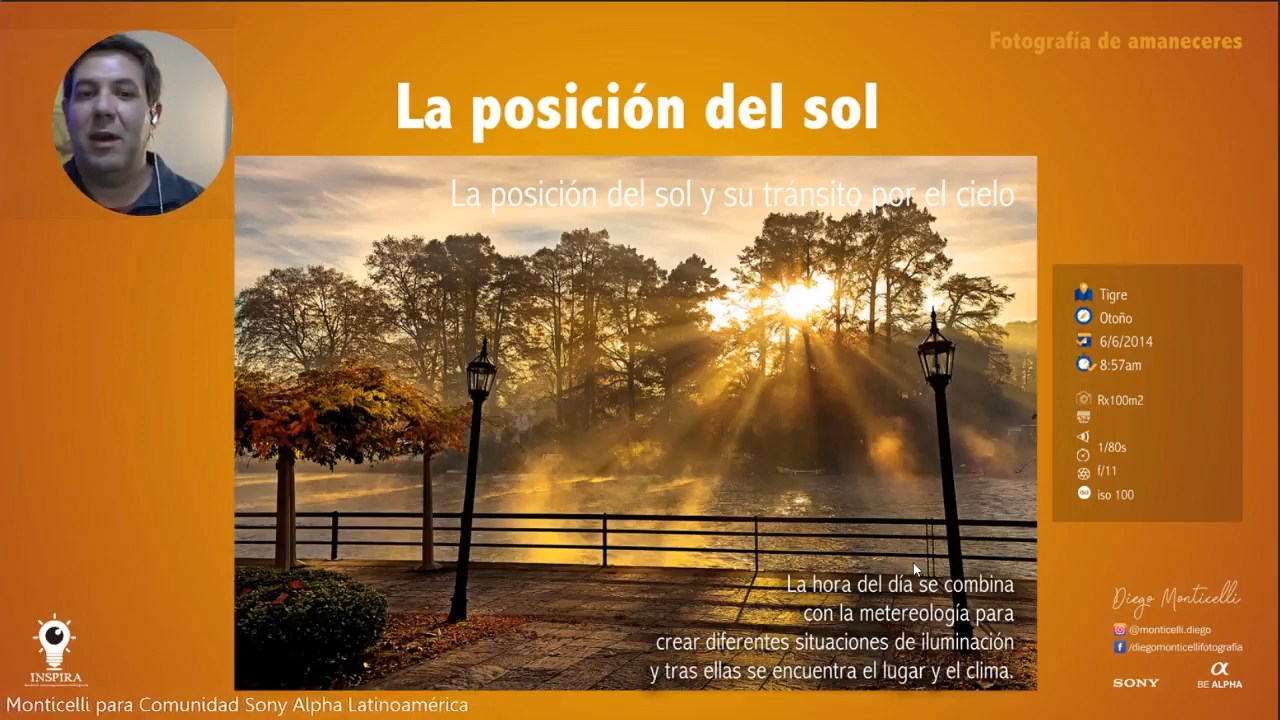 Fotografía de amaneceres
La posición del sol
La posición del sol y su tránsito por el cielo
Tigre
Otoño
6/6/2014
8:57am
Rx100m2
1/80s
f/11
ISO
iso 100
La hora del día se combina
con la metereología para
crear diferentes situaciones de iluminación
y tras ellas se encuentra el lugar y el clima.
Diego Monticelli
@monticelli.diego
/diegomonticellifotografia
SONY
α
BE ALPHA
INSPIRA
Monticelli para Comunidad Sony Alpha Latinoamérica